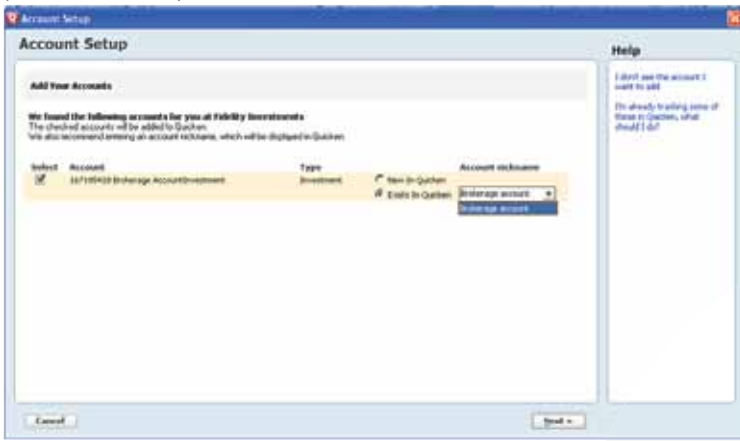 Account Setup
Account Setup
Help
Add Your Accounts
I don't see the account I
want to add
I'm already tracking some of
these in Quicken, what
should I do?
We found the following accounts for you at Fidelity Investments
The checked accounts will be added to Quicken.
We also recommend entering an account nickname, which will be displayed in Quicken.
Select Account Type Account nickname
Brokerage AccountInvestment Investment New in Quicken
Exists in Quicken Brokerage account
Brokerage account
Cancel Next >